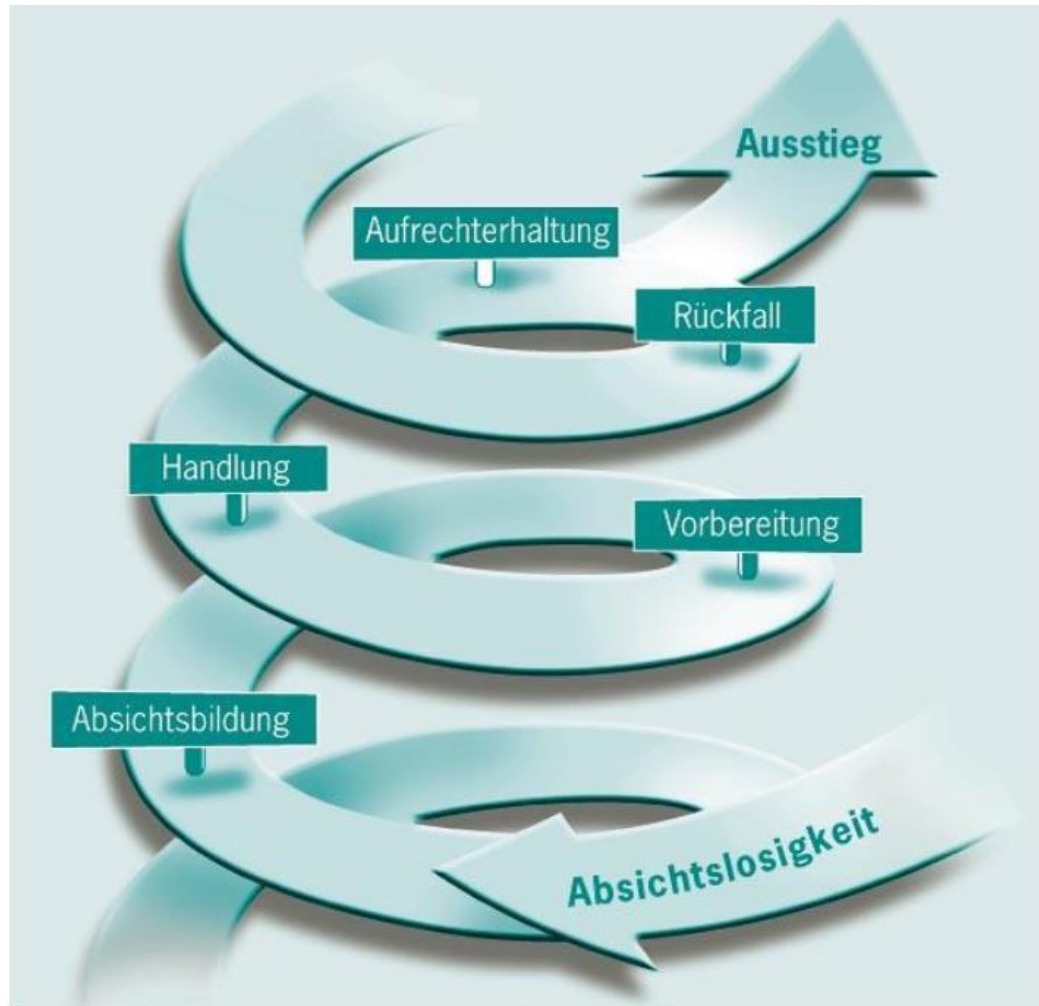 Ausstieg
Aufrechterhaltung
Rückfall
Handlung
Vorbereitung
Absichtsbildung
Absichtslosigkeit